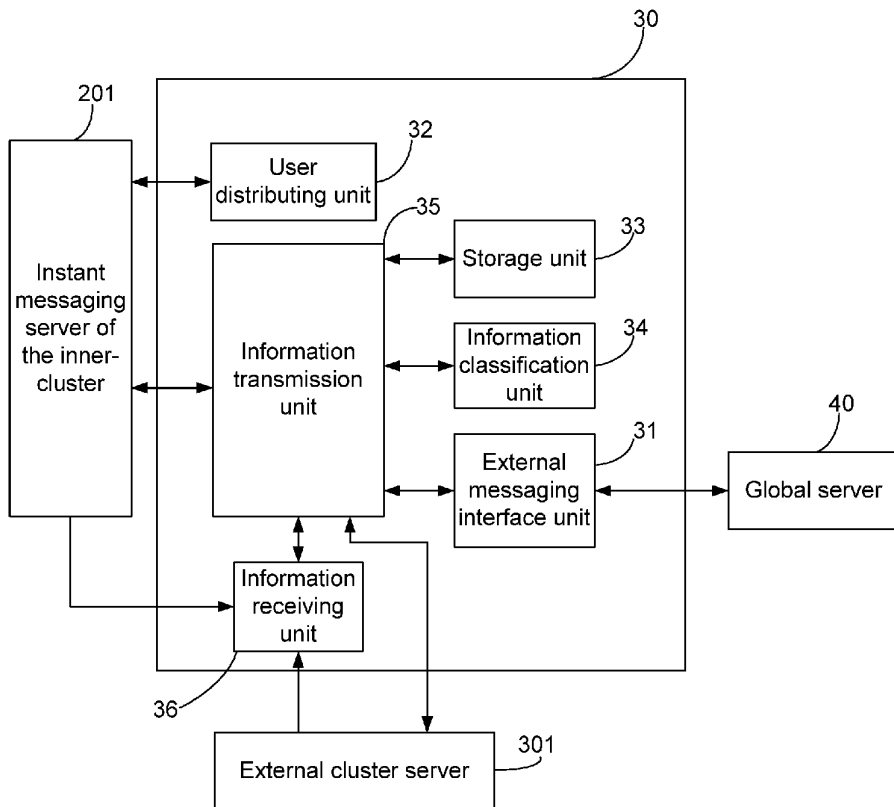 30
201
32
User
distributing unit
35
33
Storage unit
Instant
messaging
server of
the inner-
cluster
Information
transmission
unit
34
Information
classification
unit
31
External
messaging
interface unit
40
Global server
Information
receiving
unit
36
301
External cluster server